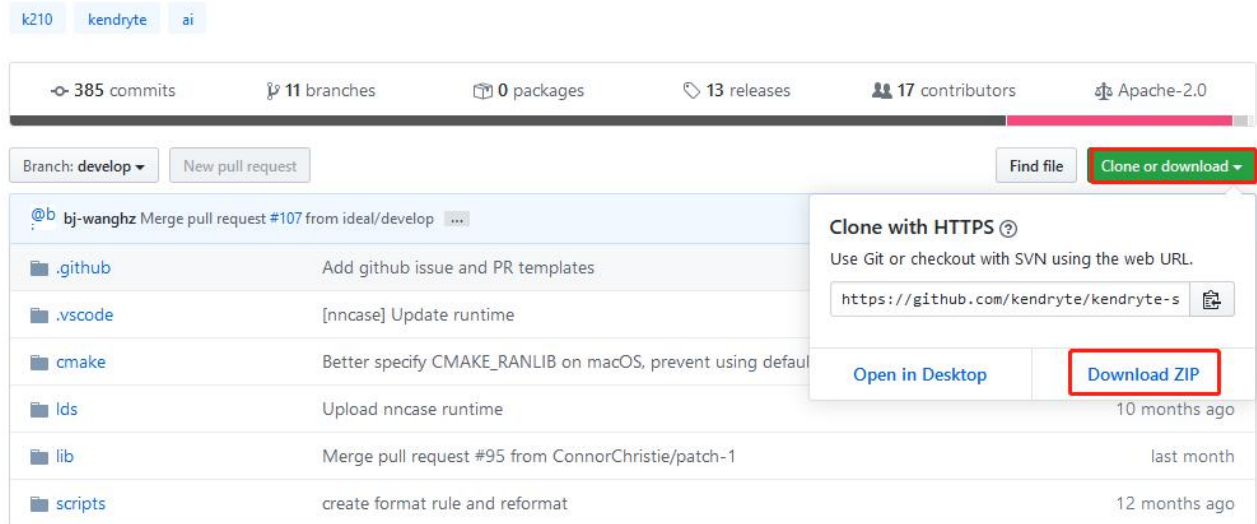 k210 kendryte ai
385 commits 11 branches 0 packages 13 releases 17 contributors Apache-2.0
Branch: develop New pull request Find file Clone or download
@b bj-wanghz Merge pull request #107 from ideal/develop ...
Clone with HTTPS
Use Git or checkout with SVN using the web URL.
https://github.com/kendryte/kendryte-s
Open in Desktop Download ZIP
.github Add github issue and PR templates
.vscode [nncase] Update runtime
cmake Better specify CMAKE_RANLIB on macOS, prevent using defaul
lds Upload nncase runtime 10 months ago
lib Merge pull request #95 from ConnorChristie/patch-1 last month
scripts create format rule and reformat 12 months ago